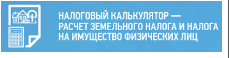 НАЛОГОВЫЙ КАЛЬКУЛЯТОР —
РАСЧЕТ ЗЕМЕЛЬНОГО НАЛОГА И НАЛОГА
НА ИМУЩЕСТВО ФИЗИЧЕСКИХ ЛИЦ